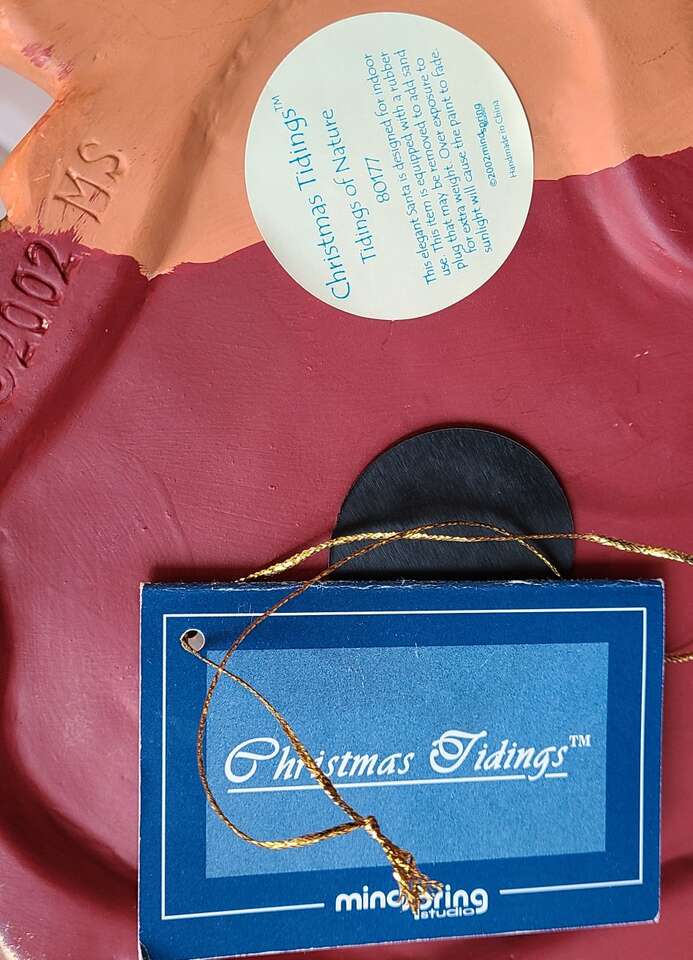 Christmas Tidings™
Tidings of Nature
80177
This elegant Santa is designed for indoor
use. This item is equipped with a rubber
plug that may be removed to add sand
for extra weight. Over exposure to
sunlight will cause the paint to fade.
©2002mindspring
Handmade in China
©2002 MS
Christmas Tidings™
mindspring
studio